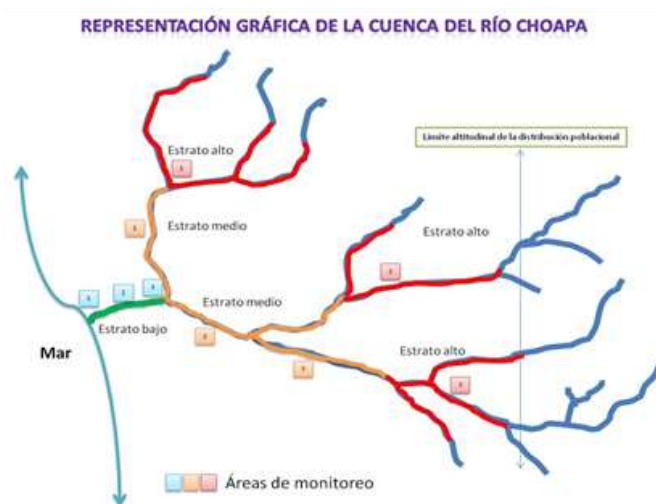 REPRESENTACIÓN GRÁFICA DE LA CUENCA DEL RÍO CHOAPA
Límite altitudinal de la distribución poblacional
Estrato alto
Estrato medio
Estrato alto
Estrato medio
Estrato bajo
Mar
Estrato alto
Áreas de monitoreo